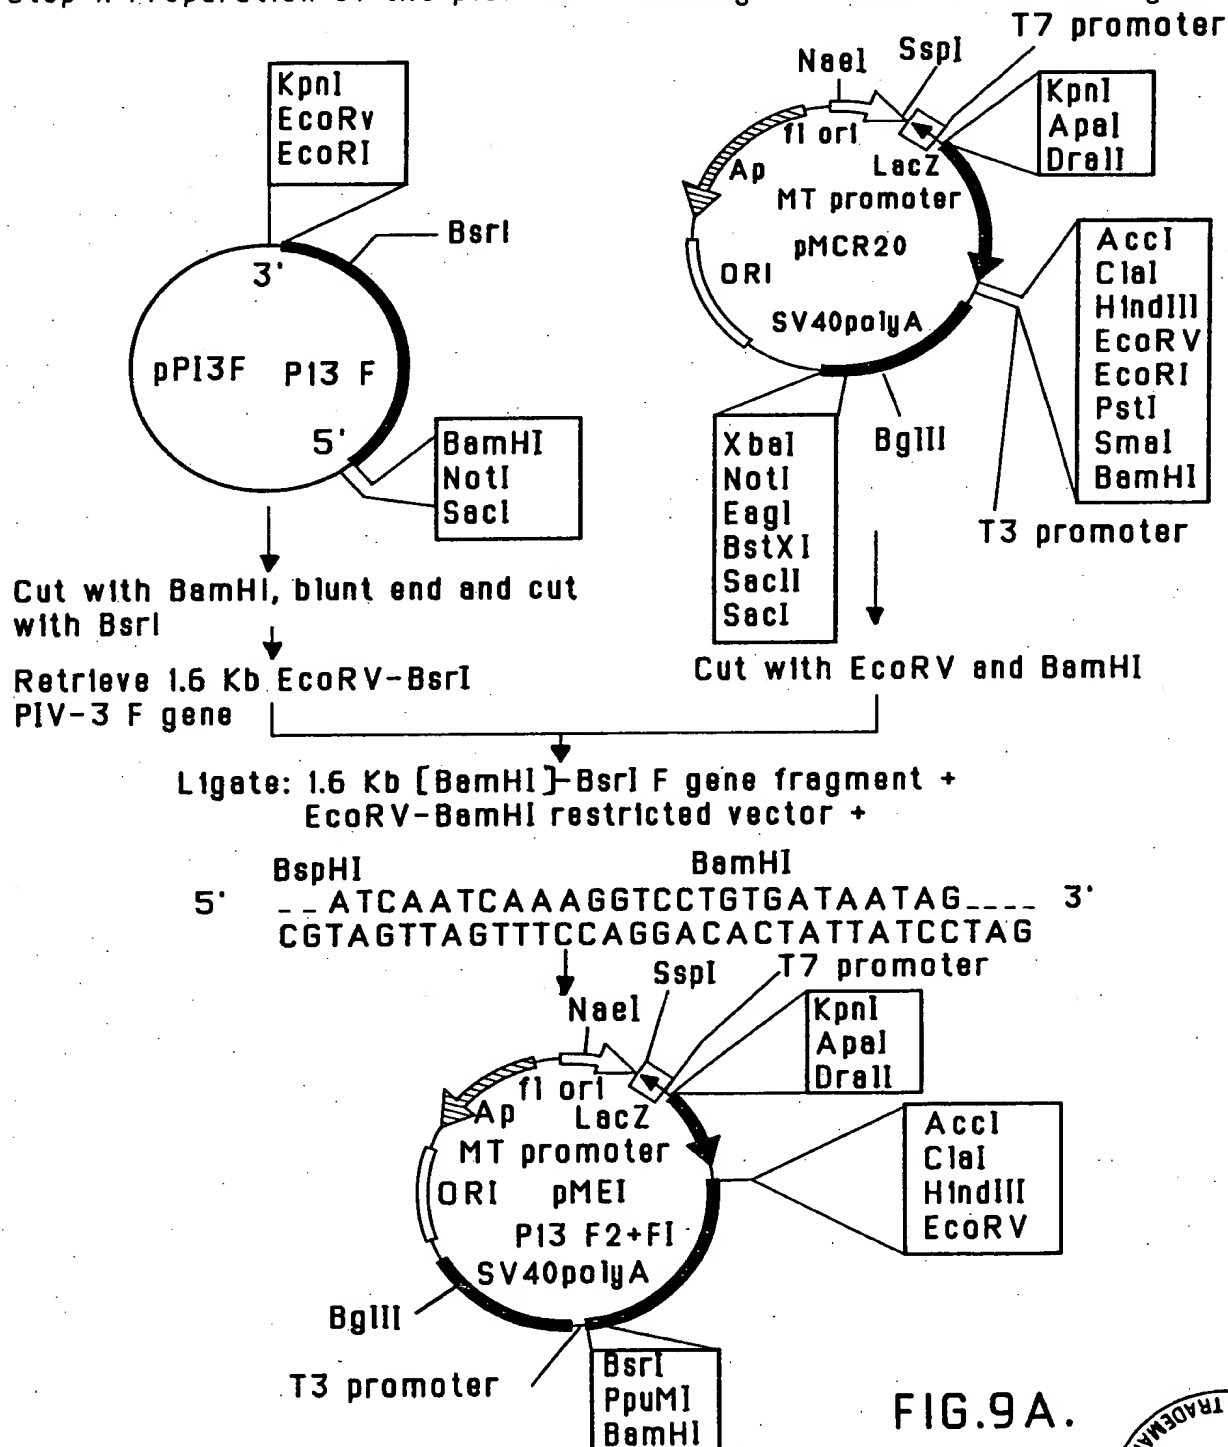 T7 promoter
KpnI
EcoRv
EcoRI
BsrI
3'
pPI3F
P13 F
5'
BamHI
NotI
SacI
NaeI
SspI
KpnI
ApaI
DraII
f1 ori
Ap
LacZ
MT promoter
pMCR20
ORI
SV40polyA
AccI
ClaI
HindIII
EcoRV
EcoRI
PstI
SmaI
BamHI
BglII
T3 promoter
XbaI
NotI
EagI
BstXI
SacII
SacI
Cut with BamHI, blunt end and cut
with BsrI
Retrieve 1.6 Kb EcoRV-BsrI
PIV-3 F gene
Cut with EcoRV and BamHI
Ligate: 1.6 Kb [BamHI]-BsrI F gene fragment +
EcoRV-BamHI restricted vector +
BspHI BamHI
5' _ _ ATCAATCAAAGGTCCTGTGATAATAG_ _ _ _ 3'
CGTAGTTAGTTTCCAGGACACTATTATCCTAG
SspI
T7 promoter
NaeI
KpnI
ApaI
DraII
f1 ori
Ap
LacZ
MT promoter
ORI
pMEI
P13 F2+FI
SV40polyA
AccI
ClaI
HindIII
EcoRV
BglII
T3 promoter
BsrI
PpuMI
BamHI
FIG.9A.